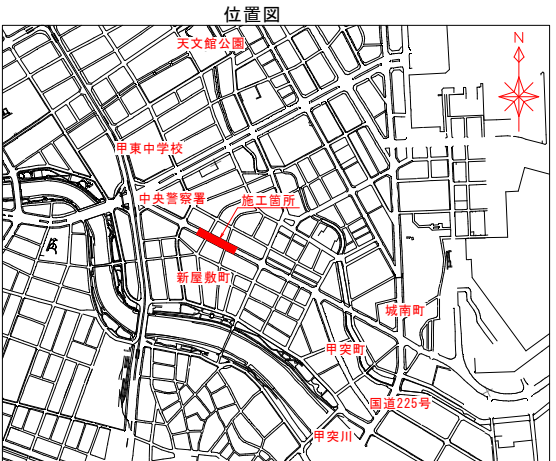 位置図
天文館公園
N
甲東中学校
中央警察署
施工箇所
新屋敷町
城南町
甲突町
国道225号
甲突川